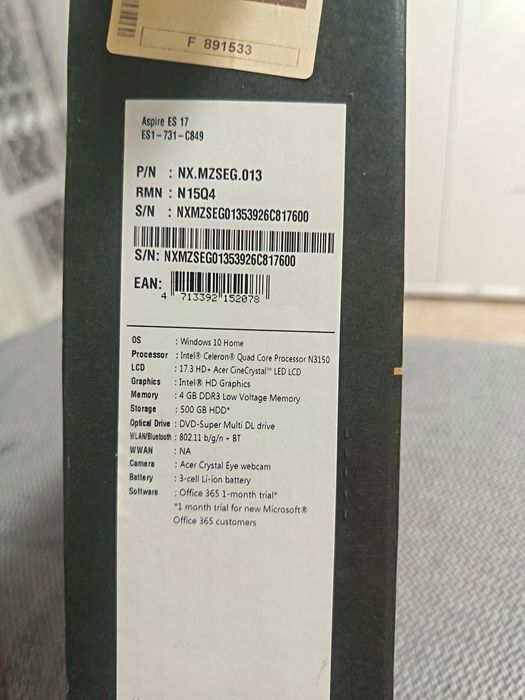 F 891533
Aspire ES 17
ES1-731-C849
P/N : NX.MZSEG.013
RMN : N15Q4
S/N : NXMZSEG01353926C817600
S/N: NXMZSEG01353926C817600
EAN:
4 713392 152078
OS : Windows 10 Home
Processor : Intel® Celeron® Quad Core Processor N3150
LCD : 17.3 HD+ Acer CineCrystal™ LED LCD
Graphics : Intel® HD Graphics
Memory : 4 GB DDR3 Low Voltage Memory
Storage : 500 GB HDD*
Optical Drive : DVD-Super Multi DL drive
WLAN/Bluetooth : 802.11 b/g/n + BT
WWAN : NA
Camera : Acer Crystal Eye webcam
Battery : 3-cell Li-ion battery
Software : Office 365 1-month trial*
*1 month trial for new Microsoft®
Office 365 customers